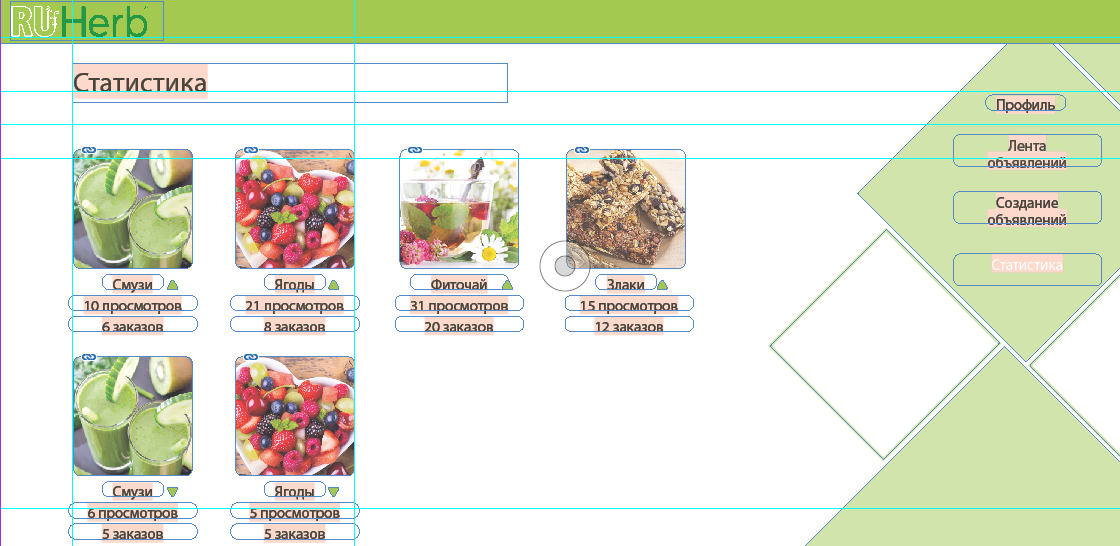 RUHerb
Статистика
Профиль
Лента
объявлений
Создание
объявлений
Статистика
Смузи
Ягоды
Фиточай
Злаки
10 просмотров
21 просмотров
31 просмотров
15 просмотров
6 заказов
8 заказов
20 заказов
12 заказов
Смузи
Ягоды
6 просмотров
5 просмотров
5 заказов
5 заказов